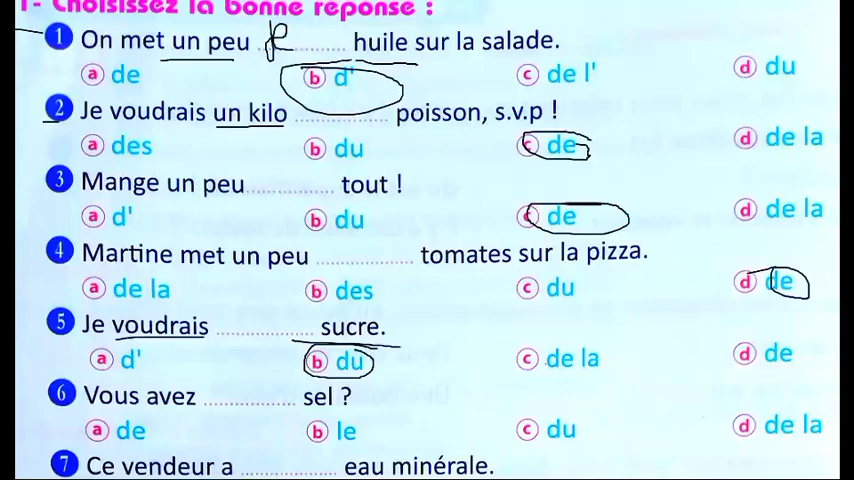 1- Choisissez la bonne réponse :
1 On met un peu ............ huile sur la salade.
a de b d' c de l' d du
2 Je voudrais un kilo ............ poisson, s.v.p !
a des b du c de d de la
3 Mange un peu ............ tout !
a d' b du c de d de la
4 Martine met un peu ............ tomates sur la pizza.
a de la b des c du d de
5 Je voudrais ............ sucre.
a d' b du c de la d de
6 Vous avez ............ sel ?
a de b le c du d de la
7 Ce vendeur a ............ eau minérale.